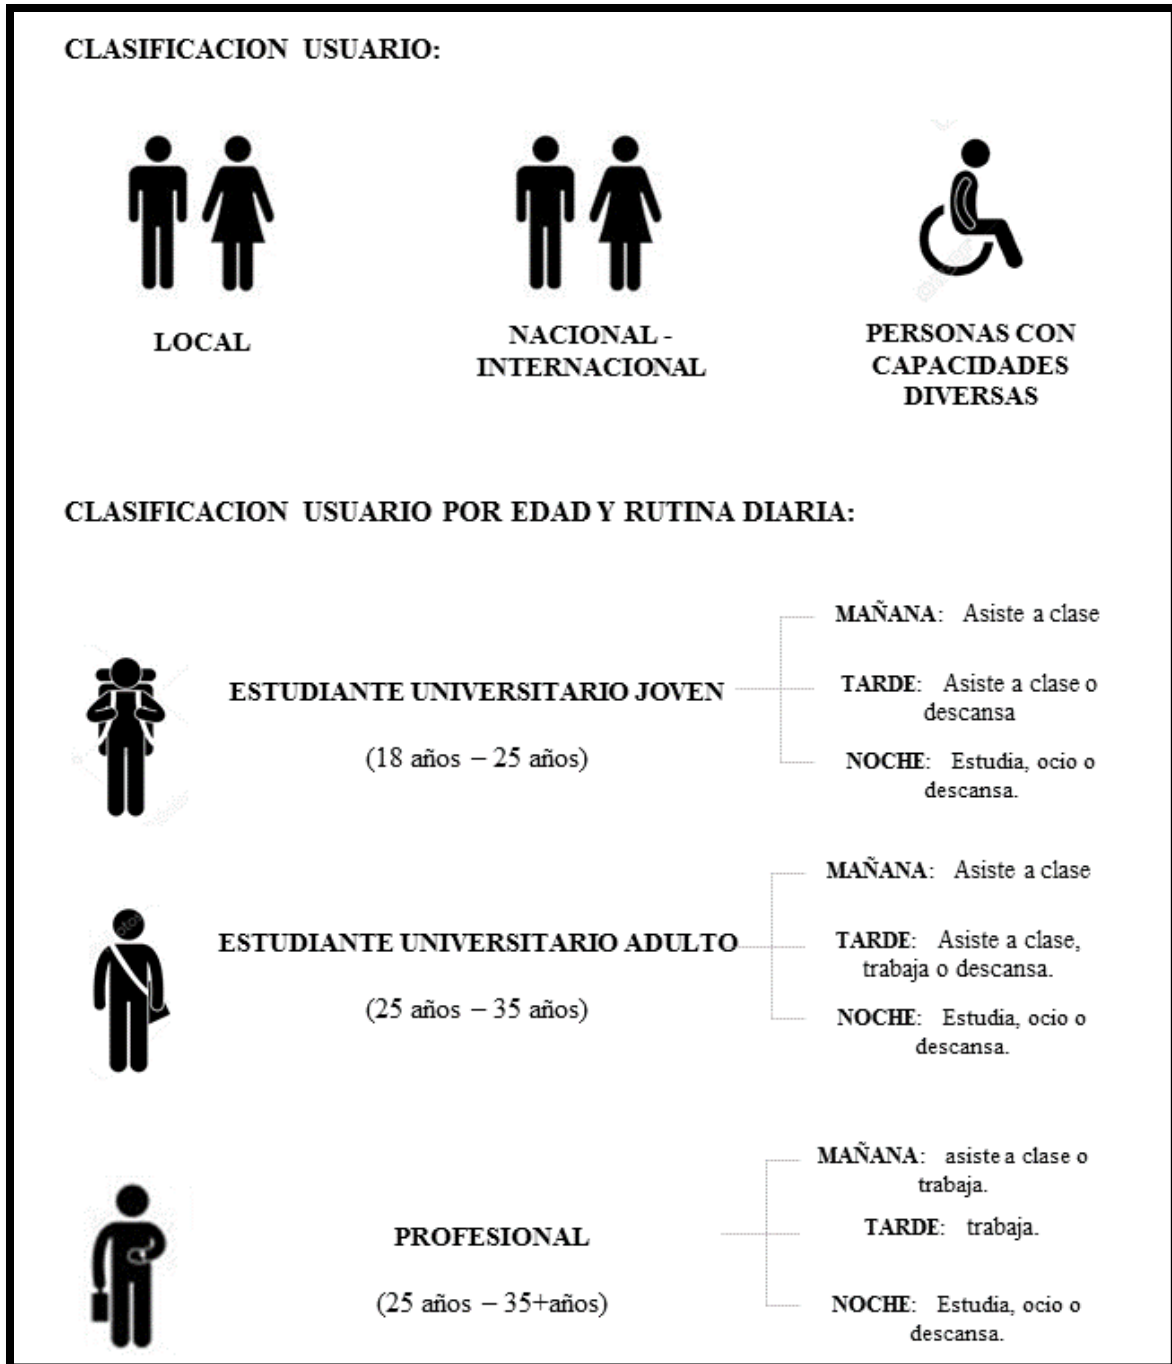 CLASIFICACION USUARIO:
LOCAL
NACIONAL -
INTERNACIONAL
PERSONAS CON
CAPACIDADES
DIVERSAS
CLASIFICACION USUARIO POR EDAD Y RUTINA DIARIA:
ESTUDIANTE UNIVERSITARIO JOVEN
(18 años – 25 años)
MAÑANA: Asiste a clase
TARDE: Asiste a clase o
descansa
NOCHE: Estudia, ocio o
descansa.
ESTUDIANTE UNIVERSITARIO ADULTO
(25 años – 35 años)
MAÑANA: Asiste a clase
TARDE: Asiste a clase,
trabaja o descansa.
NOCHE: Estudia, ocio o
descansa.
PROFESIONAL
(25 años – 35+años)
MAÑANA: asiste a clase o
trabaja.
TARDE: trabaja.
NOCHE: Estudia, ocio o
descansa.